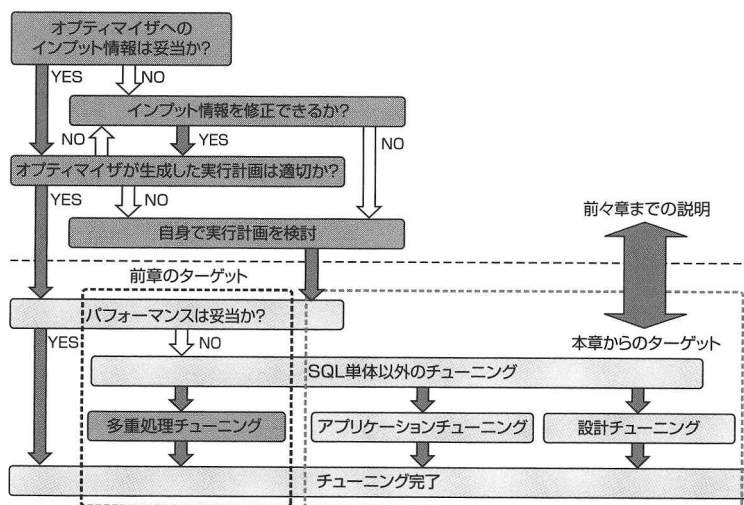 オプティマイザへの
インプット情報は妥当か?
YES
NO
インプット情報を修正できるか?
NO
YES
NO
オプティマイザが生成した実行計画は適切か?
YES
NO
自身で実行計画を検討
前々章までの説明
前章のターゲット
パフォーマンスは妥当か?
YES
NO
本章からのターゲット
SQL単体以外のチューニング
多重処理チューニング
アプリケーションチューニング
設計チューニング
チューニング完了